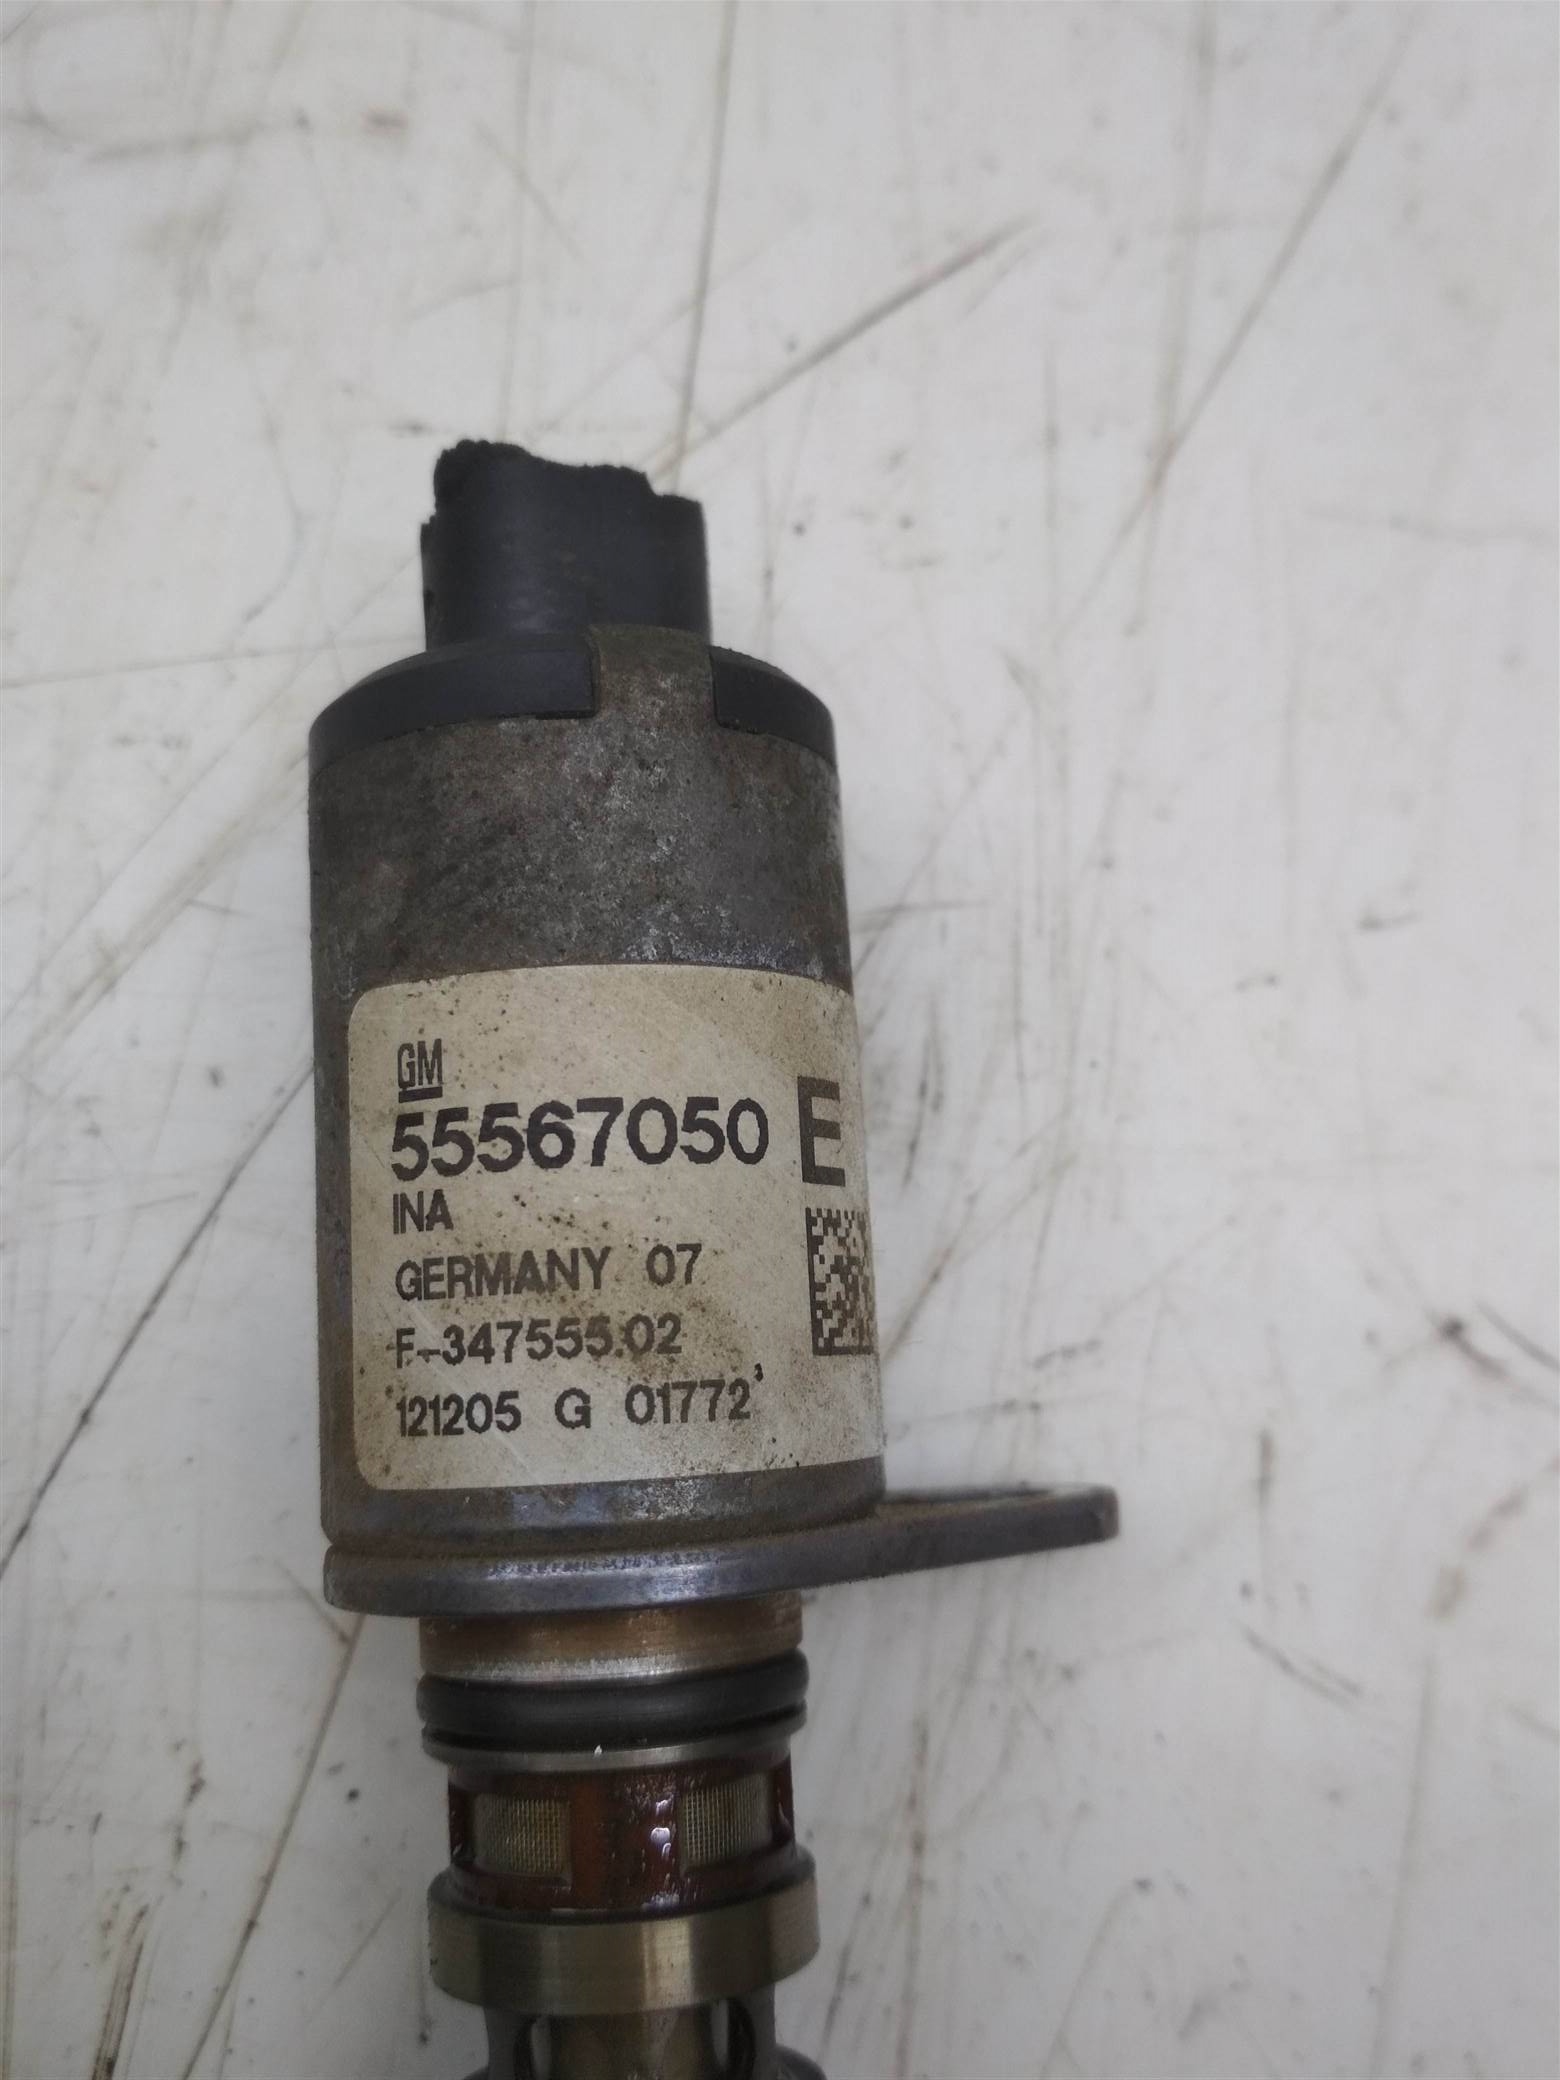 GM
55567050 E
INA
GERMANY 07
F-347555.02
121205 G 01772